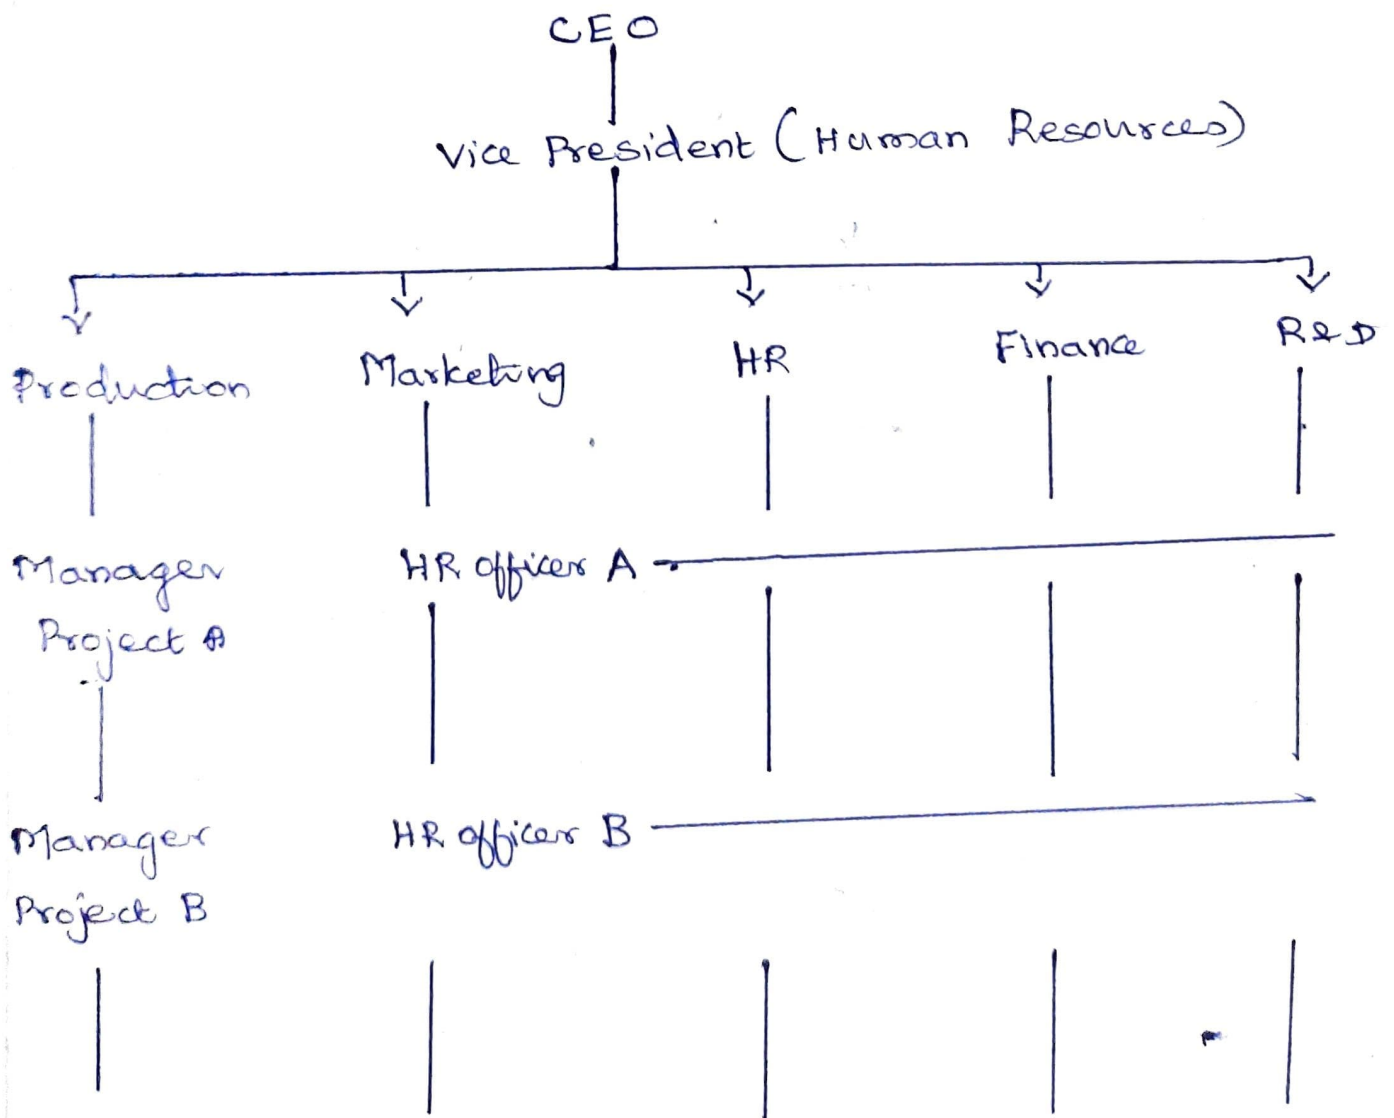 CEO
Vice President (Human Resources)
Production Marketing HR Finance R&D
Manager HR officer A
Project A
Manager HR officer B
Project B